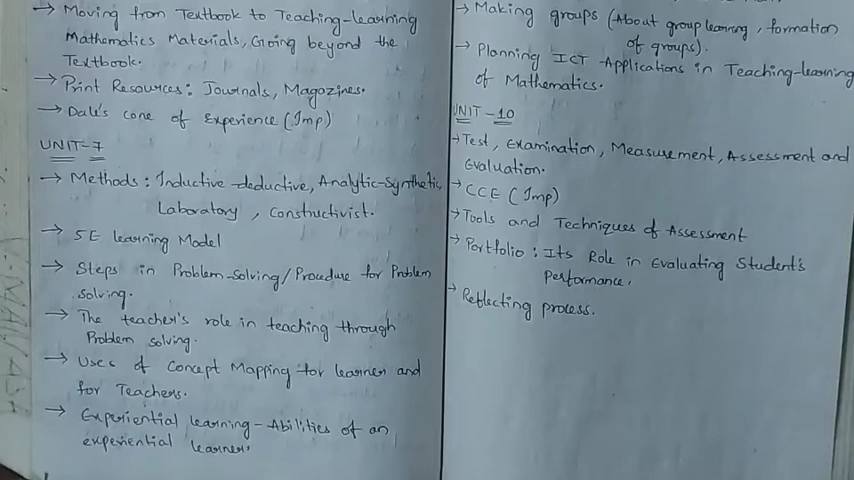 → Moving from Textbook to Teaching-learning
Mathematics Materials, Going beyond the
Textbook.
→ Print Resources: Journals, Magazines.
→ Dale's cone of Experience (Imp)
UNIT-7
→ Methods: Inductive-deductive, Analytic-Synthetic,
Laboratory, Constructivist.
→ 5E learning Model
→ Steps in Problem-solving/Procedure for Problem
solving.
→ The teacher's role in teaching through
Problem solving.
→ Uses of Concept Mapping for learner and
for Teachers.
→ Experiential learning - Abilities of an
experiential learner.
→ Making groups (About group learning, formation
of groups).
→ Planning ICT Applications in Teaching-learning
of Mathematics.
UNIT-10
→ Test, Examination, Measurement, Assessment and
Evaluation.
→ CCE (Imp)
→ Tools and Techniques of Assessment
→ Portfolio: Its Role in Evaluating Student's
Performance.
→ Reflecting process.